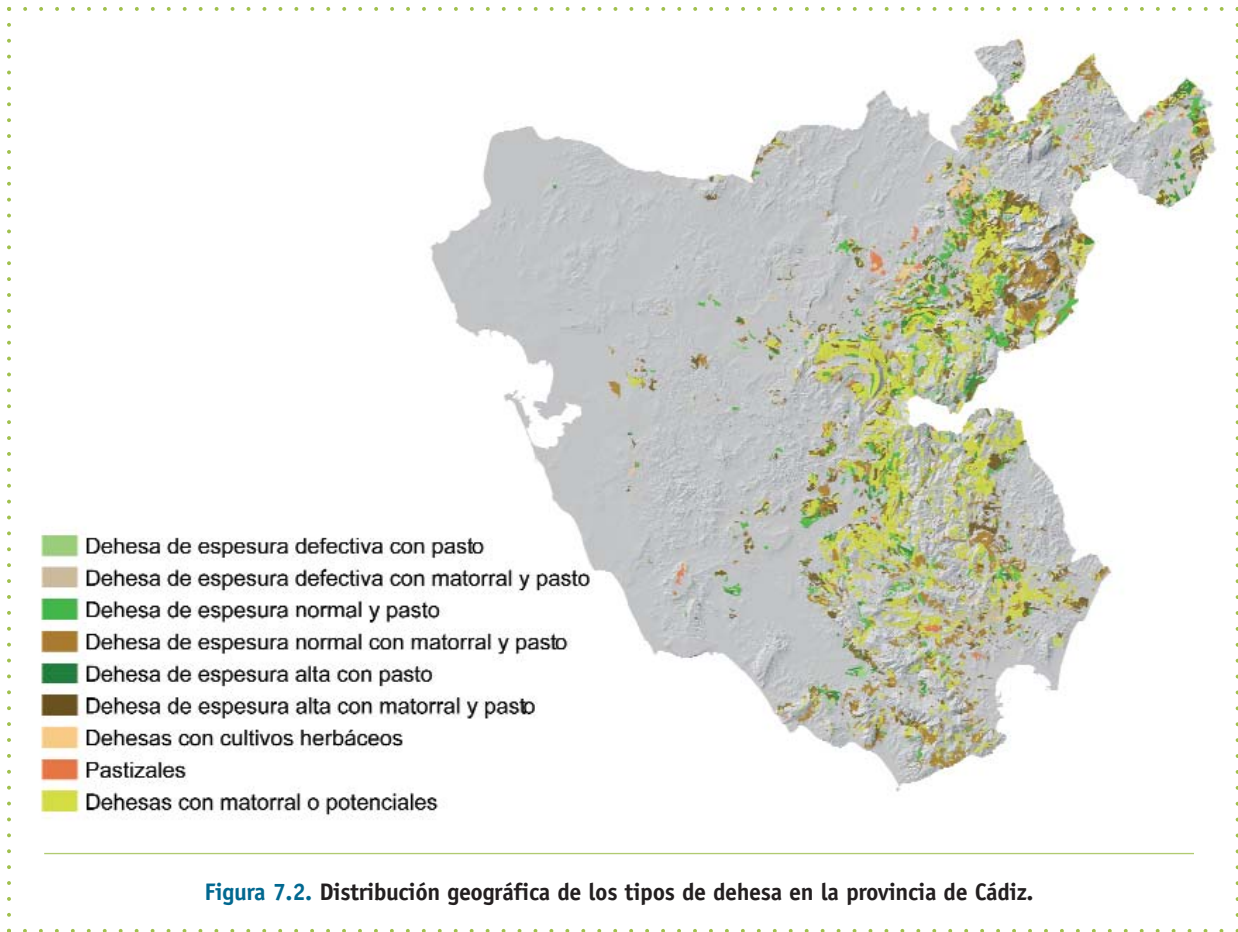 Dehesa de espesura defectiva con pasto
Dehesa de espesura defectiva con matorral y pasto
Dehesa de espesura normal y pasto
Dehesa de espesura normal con matorral y pasto
Dehesa de espesura alta con pasto
Dehesa de espesura alta con matorral y pasto
Dehesas con cultivos herbáceos
Pastizales
Dehesas con matorral o potenciales
Figura 7.2. Distribución geográfica de los tipos de dehesa en la provincia de Cádiz.